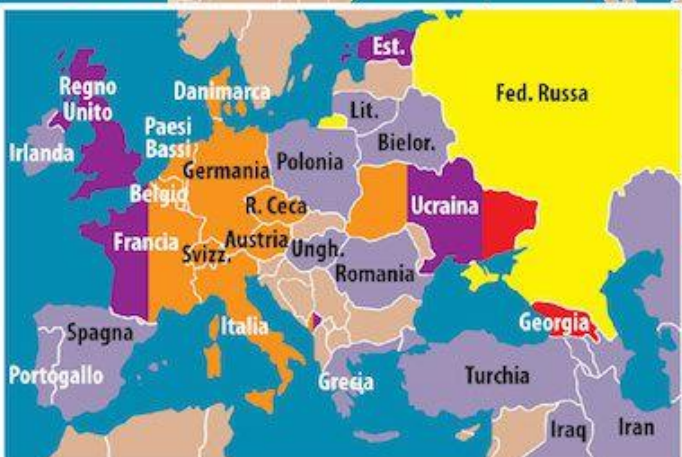 Est.
Regno
Unito
Danimarca
Fed. Russa
Lit.
Paesi
Bassi
Irlanda
Bielor.
Germania
Polonia
Belgio
R. Ceca
Ucraina
Francia
Svizz.
Austria
Ungh.
Romania
Spagna
Italia
Georgia
Portogallo
Grecia
Turchia
Iraq
Iran